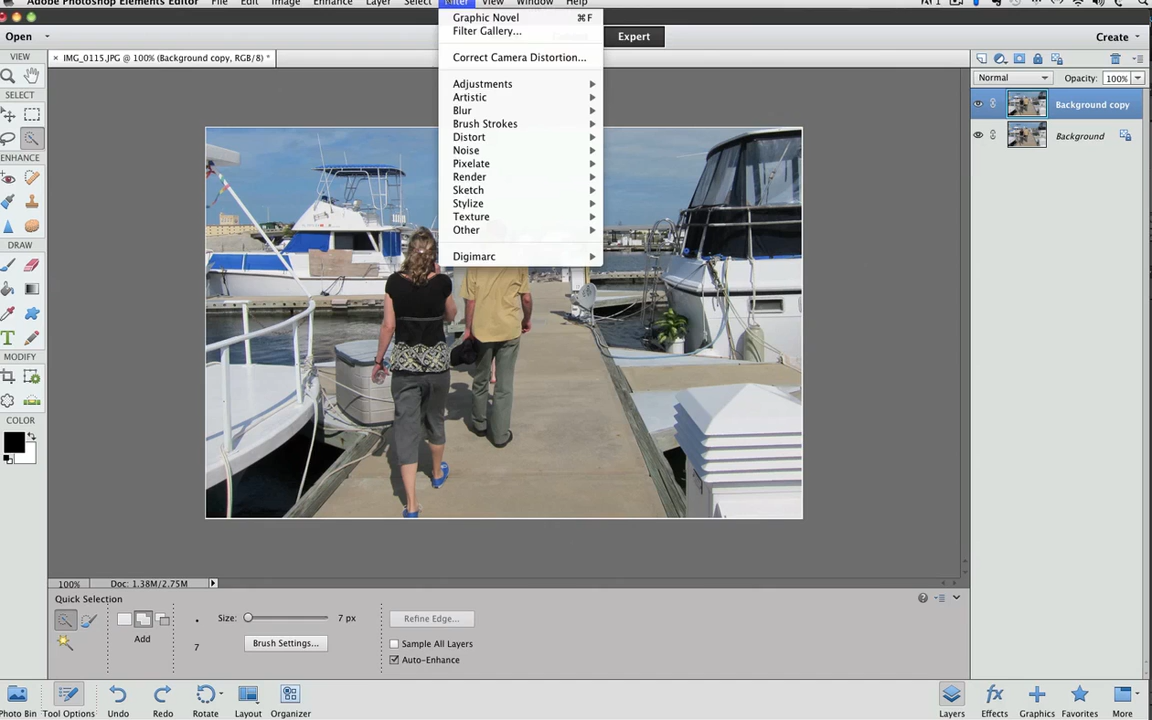 Adobe Photoshop Elements Editor File Edit Image Enhance Layer Select Filter View Window Help
Open
Expert
Create
Graphic Novel ⌘F
Filter Gallery...
Correct Camera Distortion...
Adjustments
Artistic
Blur
Brush Strokes
Distort
Noise
Pixelate
Render
Sketch
Stylize
Texture
Other
Digimarc
VIEW
SELECT
ENHANCE
DRAW
MODIFY
COLOR
× IMG_0115.JPG @ 100% (Background copy, RGB/8) *
Normal
Opacity: 100%
Background copy
Background
100% Doc: 1.38M/2.75M
Quick Selection
Add
7
Size: 7 px
Brush Settings...
Refine Edge...
Sample All Layers
Auto-Enhance
Photo Bin
Tool Options
Undo
Redo
Rotate
Layout
Organizer
Layers
Effects
Graphics
Favorites
More